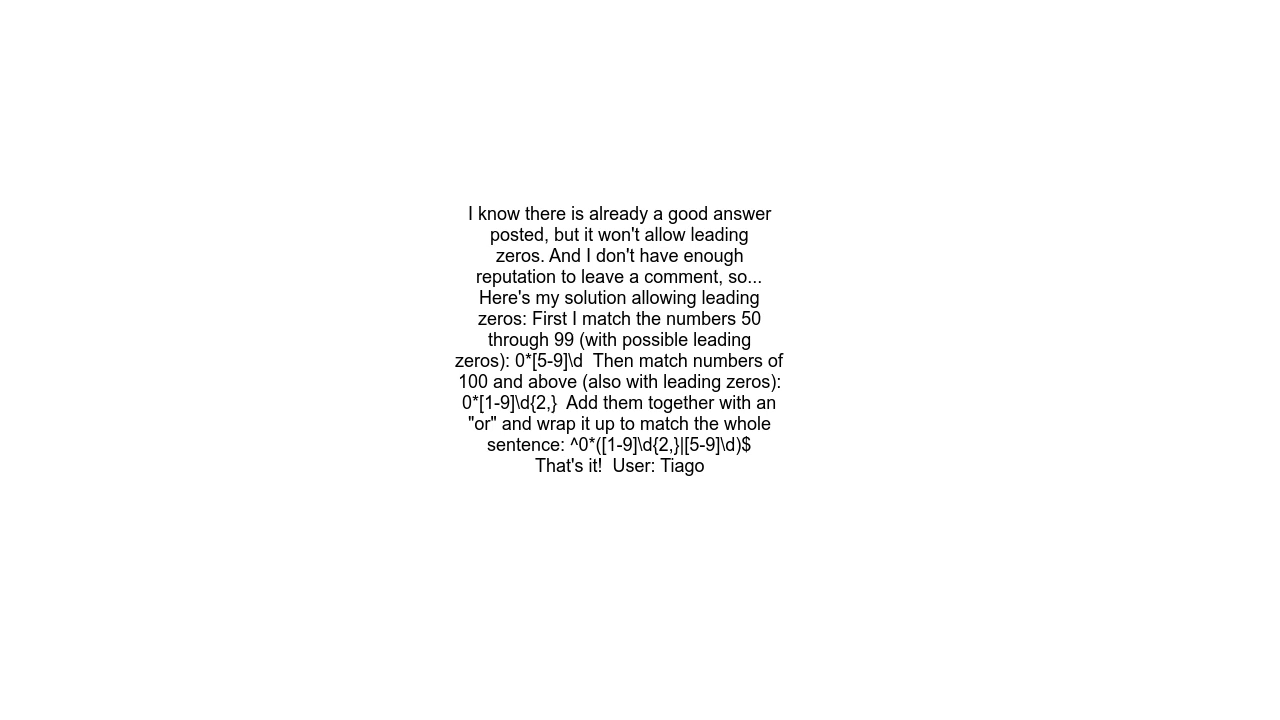 I know there is already a good answer
posted, but it won't allow leading
zeros. And I don't have enough
reputation to leave a comment, so...
Here's my solution allowing leading
zeros: First I match the numbers 50
through 99 (with possible leading
zeros): 0*[5-9]\d  Then match numbers of
100 and above (also with leading zeros):
0*[1-9]\d{2,}  Add them together with an
"or" and wrap it up to match the whole
sentence: ^0*([1-9]\d{2,}|[5-9]\d)$
That's it!  User: Tiago